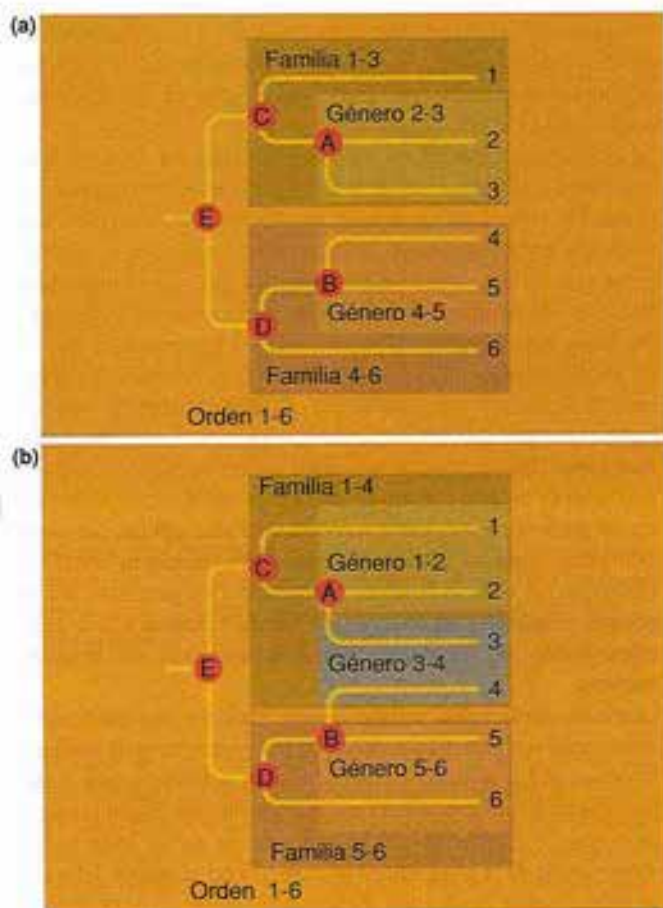 (a)
Familia 1-3
1
C
Género 2-3
A
2
3
E
4
B
5
Género 4-5
D
6
Familia 4-6
Orden 1-6
(b)
Familia 1-4
1
C
Género 1-2
A
2
3
E
Género 3-4
4
B
5
Género 5-6
D
6
Familia 5-6
Orden 1-6